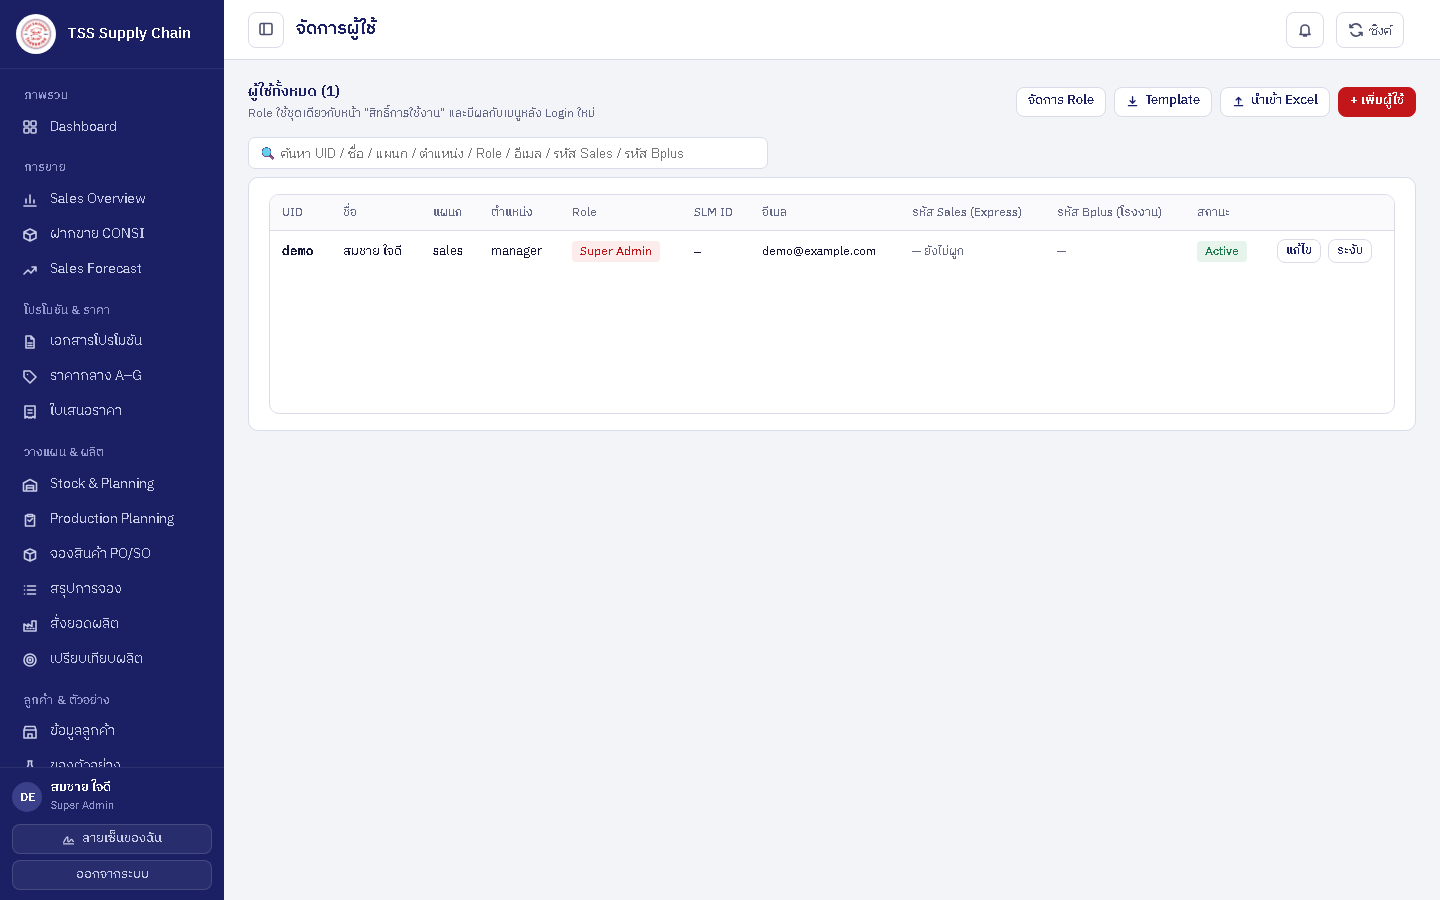 TSS Supply Chain
ภาพรวม
Dashboard
การขาย
Sales Overview
ฝากขาย CONSI
Sales Forecast
โปรโมชัน & ราคา
เอกสารโปรโมชัน
ราคากลาง A–G
ใบเสนอราคา
วางแผน & ผลิต
Stock & Planning
Production Planning
จองสินค้า PO/SO
สรุปการจอง
สั่งยอดผลิต
เปรียบเทียบผลิต
ลูกค้า & ตัวอย่าง
ข้อมูลลูกค้า
ของตัวอย่าง
DE
สมชาย ใจดี
Super Admin
ลายเซ็นของฉัน
ออกจากระบบ
จัดการผู้ใช้
ซิงค์
ผู้ใช้ทั้งหมด (1)
Role ใช้ชุดเดียวกับหน้า "สิทธิ์การใช้งาน" และมีผลกับเมนูหลัง Login ใหม่
จัดการ Role
Template
นำเข้า Excel
+ เพิ่มผู้ใช้
ค้นหา UID / ชื่อ / แผนก / ตำแหน่ง / Role / อีเมล / รหัส Sales / รหัส Bplus
UID ชื่อ แผนก ตำแหน่ง Role SLM ID อีเมล รหัส Sales (Express) รหัส Bplus (โรงงาน) สถานะ
demo สมชาย ใจดี sales manager Super Admin – demo@example.com — ยังไม่ผูก — Active แก้ไข ระงับ